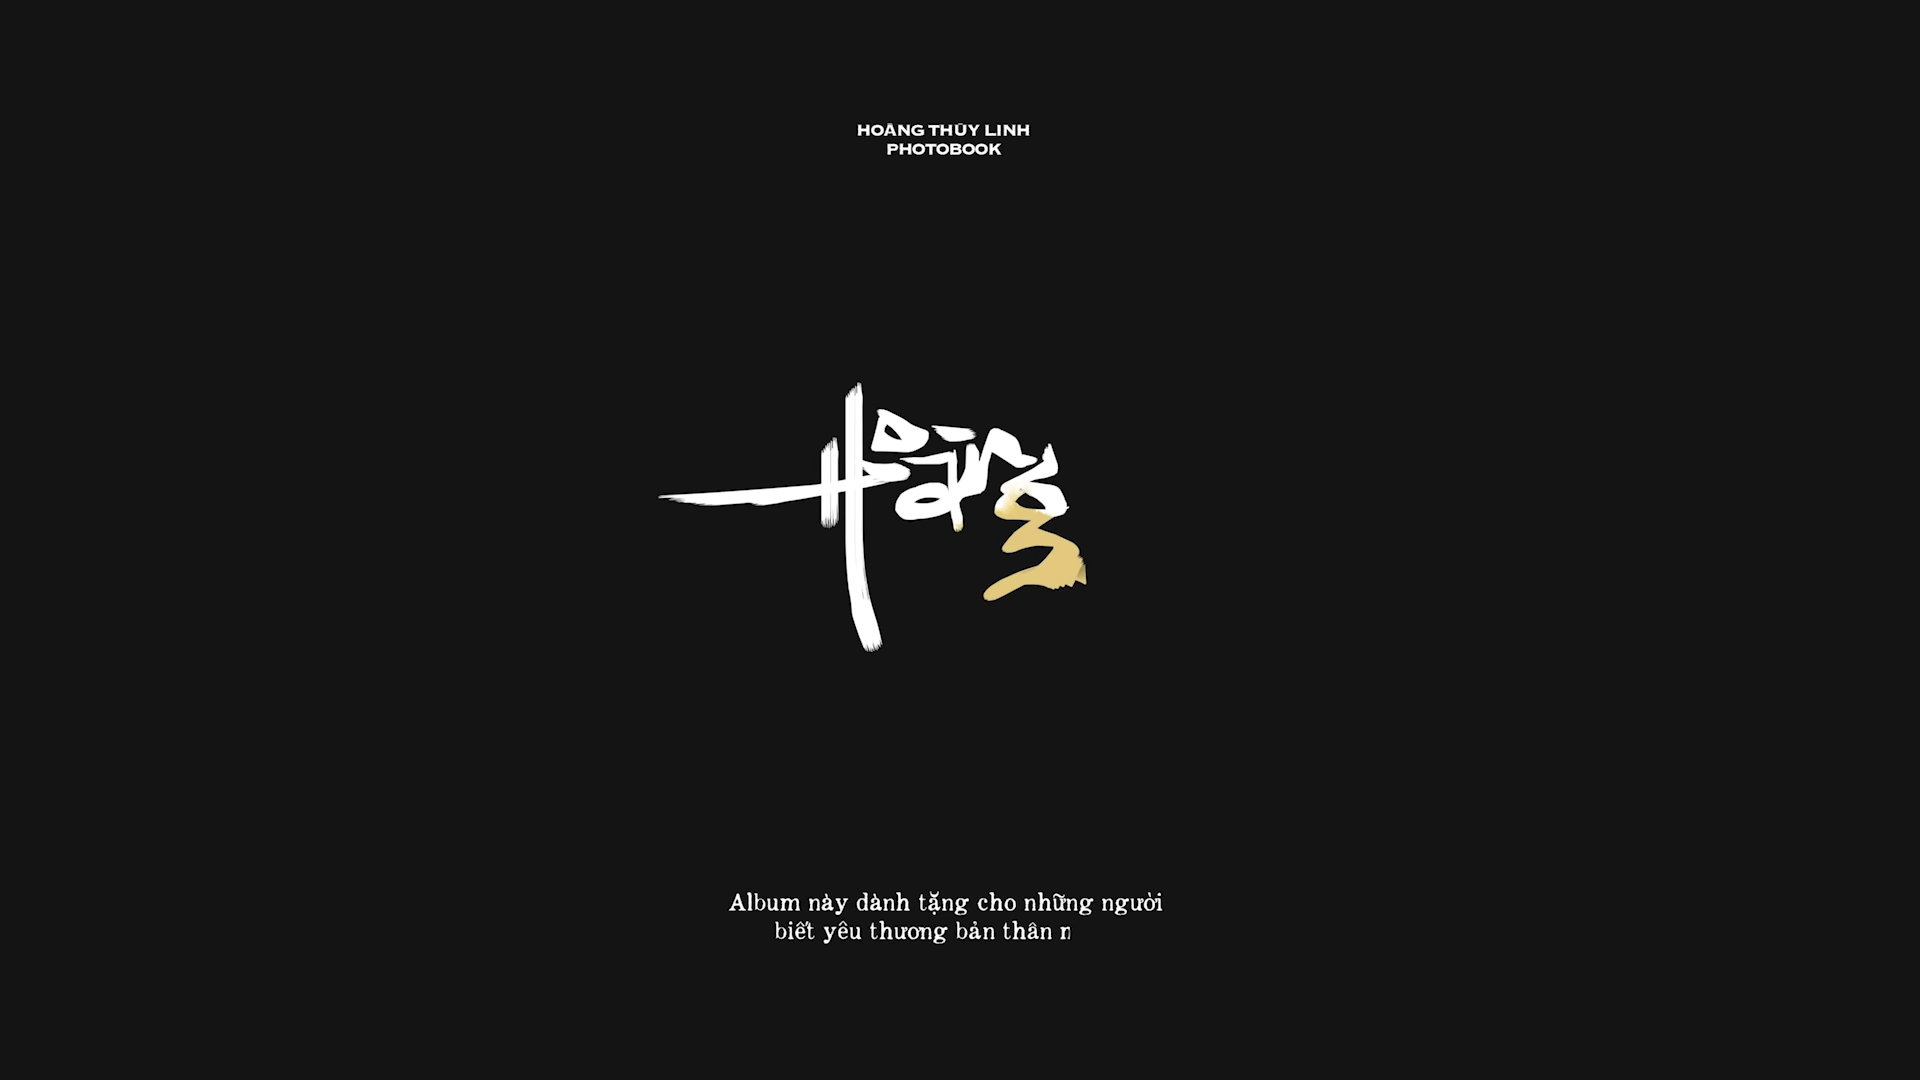 HOÀNG THÙY LINH
PHOTOBOOK
Hoàng
Album này dành tặng cho những người
biết yêu thương bản thân